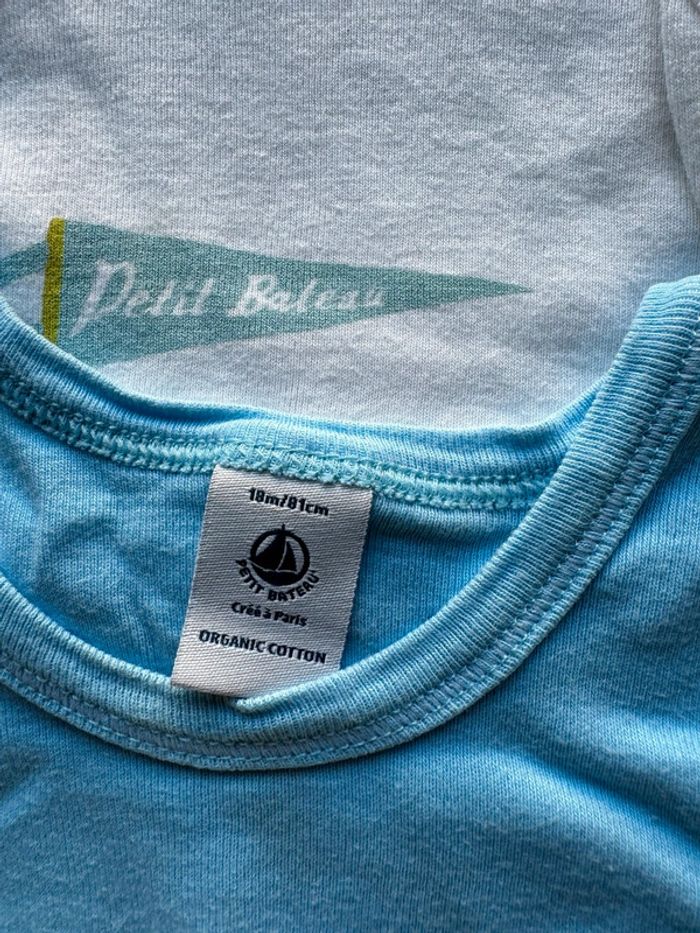 Petit Bateau
18m/81cm
PETIT BATEAU
Créé à Paris
ORGANIC COTTON